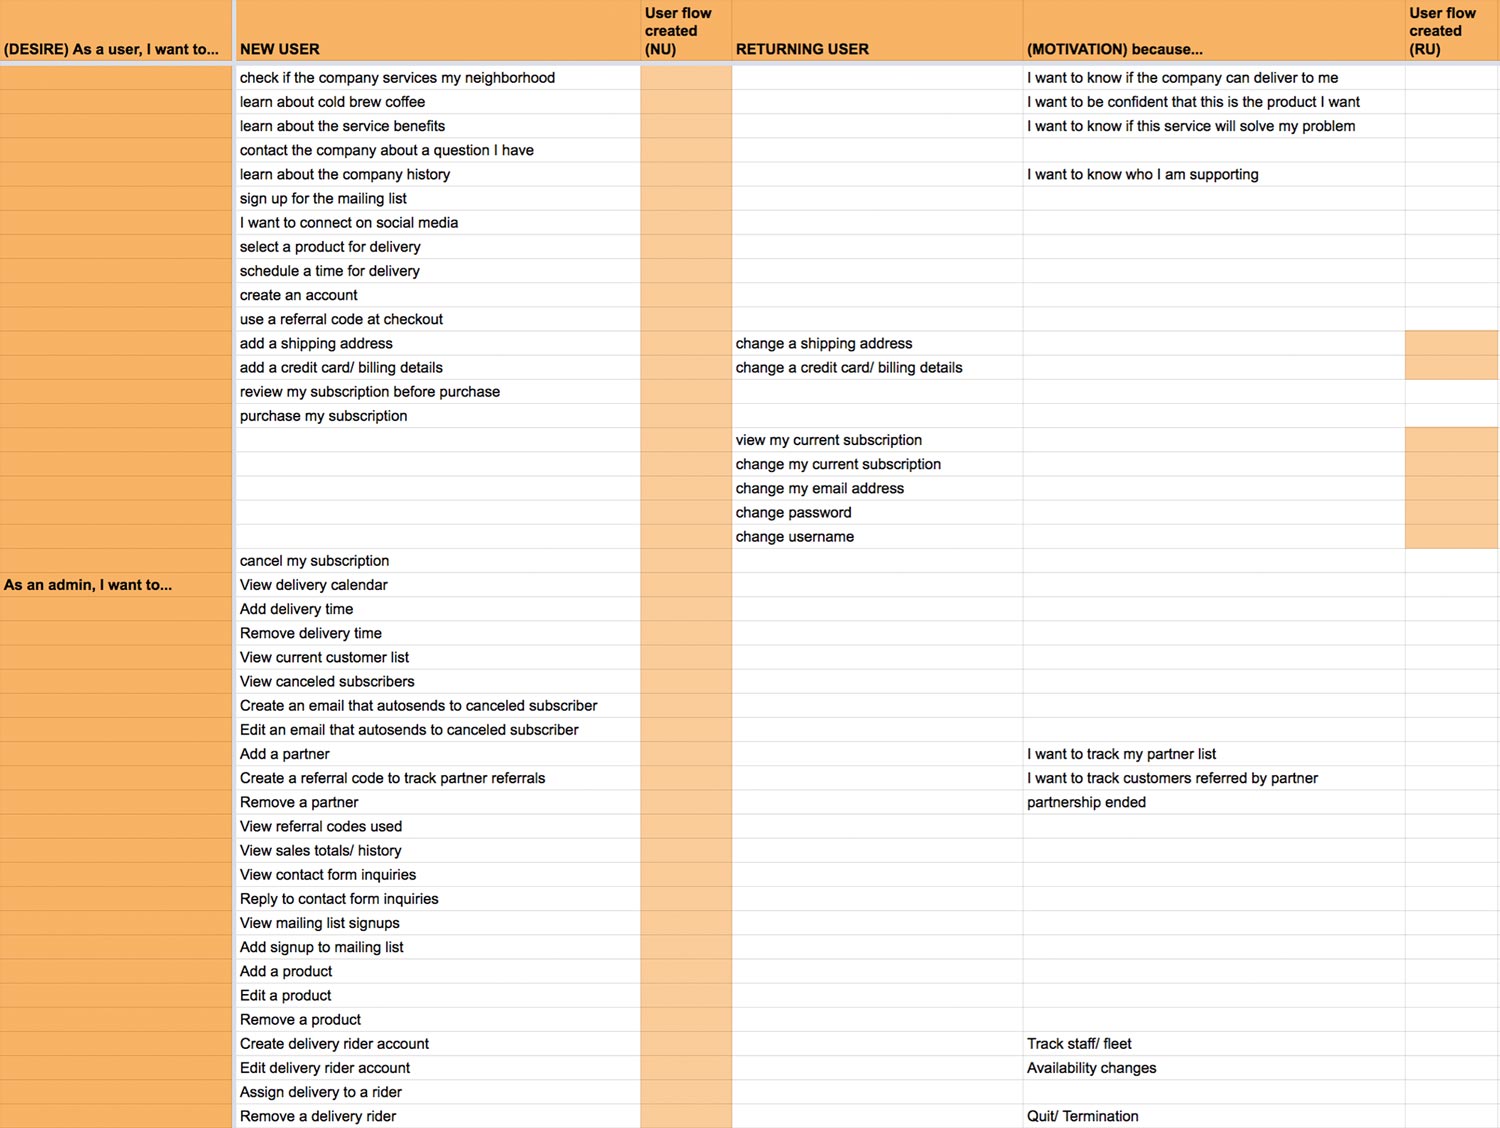 (DESIRE) As a user, I want to... NEW USER User flow created (NU) RETURNING USER (MOTIVATION) because... User flow created (RU)
check if the company services my neighborhood I want to know if the company can deliver to me
learn about cold brew coffee I want to be confident that this is the product I want
learn about the service benefits I want to know if this service will solve my problem
contact the company about a question I have
learn about the company history I want to know who I am supporting
sign up for the mailing list
I want to connect on social media
select a product for delivery
schedule a time for delivery
create an account
use a referral code at checkout
add a shipping address change a shipping address
add a credit card/ billing details change a credit card/ billing details
review my subscription before purchase
purchase my subscription
view my current subscription
change my current subscription
change my email address
change password
change username
cancel my subscription
As an admin, I want to... View delivery calendar
Add delivery time
Remove delivery time
View current customer list
View canceled subscribers
Create an email that autosends to canceled subscriber
Edit an email that autosends to canceled subscriber
Add a partner I want to track my partner list
Create a referral code to track partner referrals I want to track customers referred by partner
Remove a partner partnership ended
View referral codes used
View sales totals/ history
View contact form inquiries
Reply to contact form inquiries
View mailing list signups
Add signup to mailing list
Add a product
Edit a product
Remove a product
Create delivery rider account Track staff/ fleet
Edit delivery rider account Availability changes
Assign delivery to a rider
Remove a delivery rider Quit/ Termination